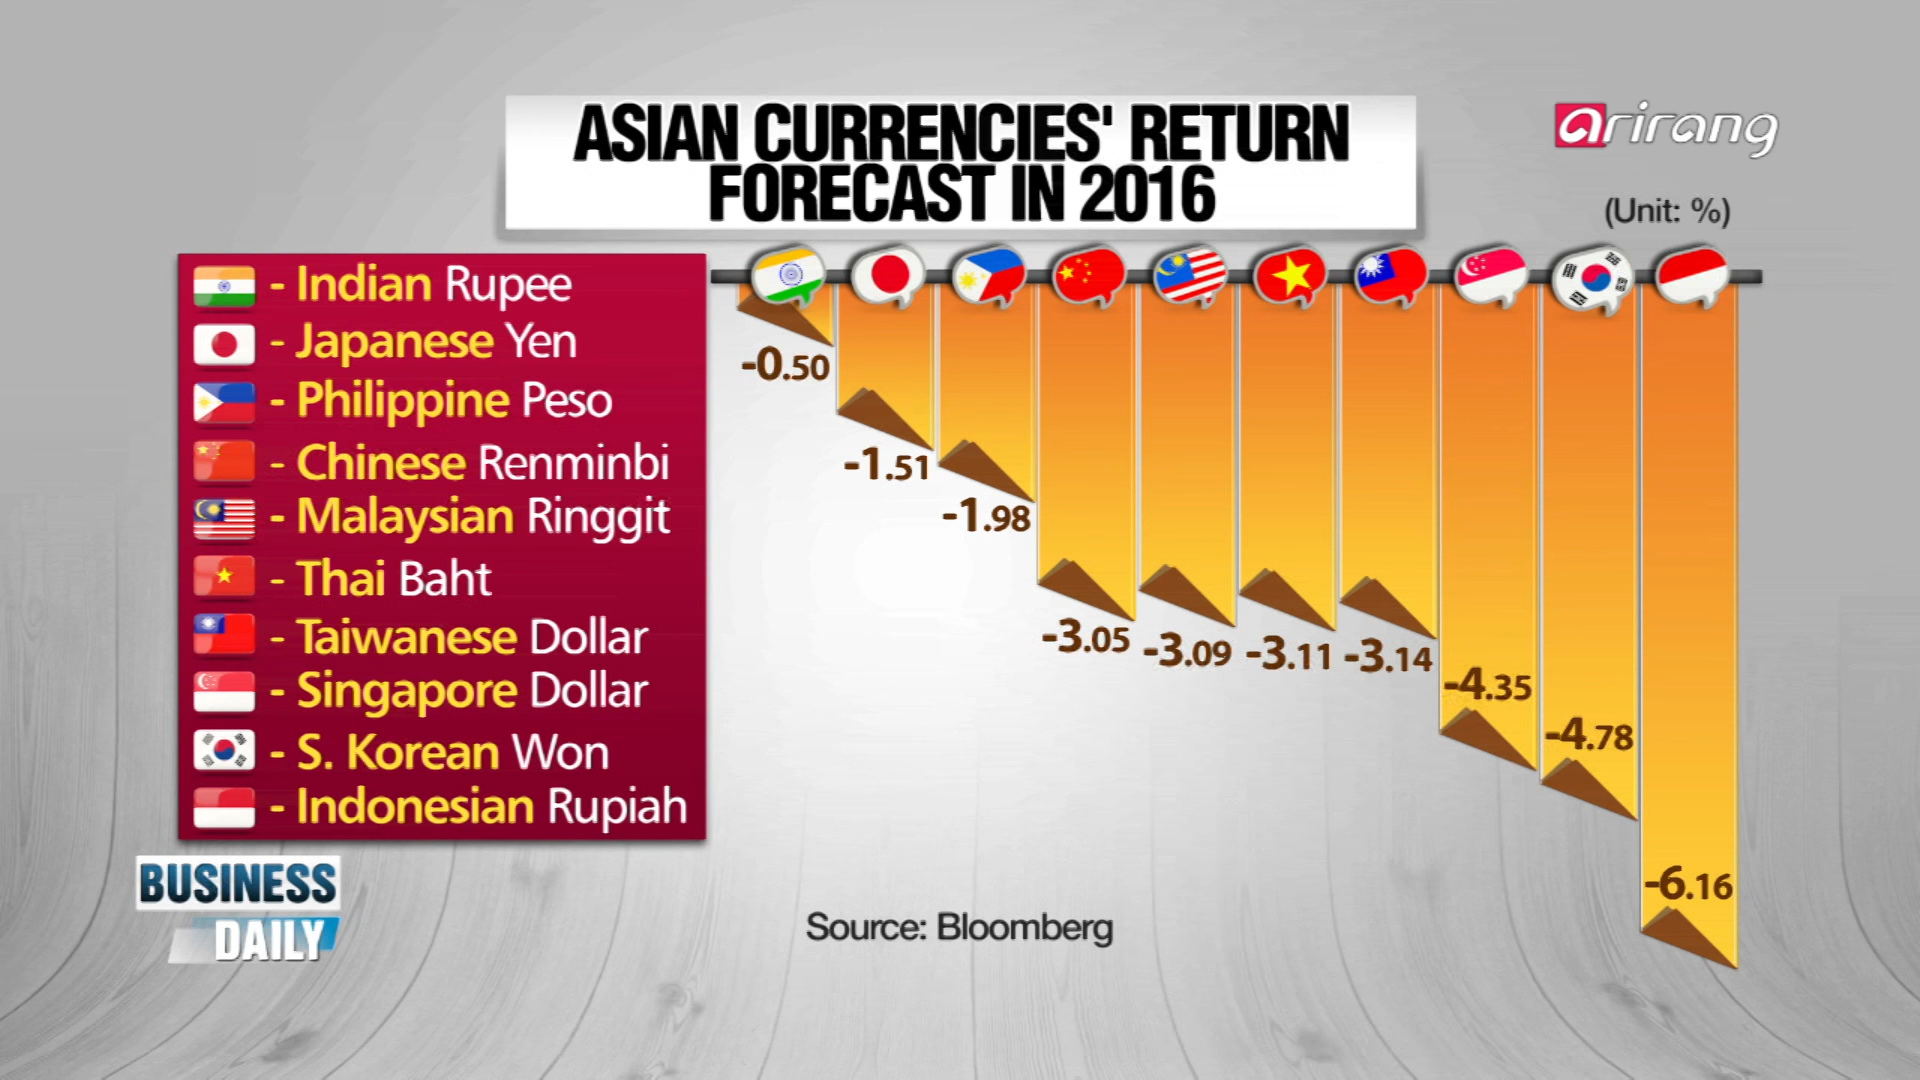 ASIAN CURRENCIES' RETURN
FORECAST IN 2016
arirang
(Unit: %)
- Indian Rupee
- Japanese Yen
- Philippine Peso
- Chinese Renminbi
- Malaysian Ringgit
- Thai Baht
- Taiwanese Dollar
- Singapore Dollar
- S. Korean Won
- Indonesian Rupiah
-0.50
-1.51
-1.98
-3.05
-3.09
-3.11
-3.14
-4.35
-4.78
-6.16
BUSINESS
DAILY
Source: Bloomberg